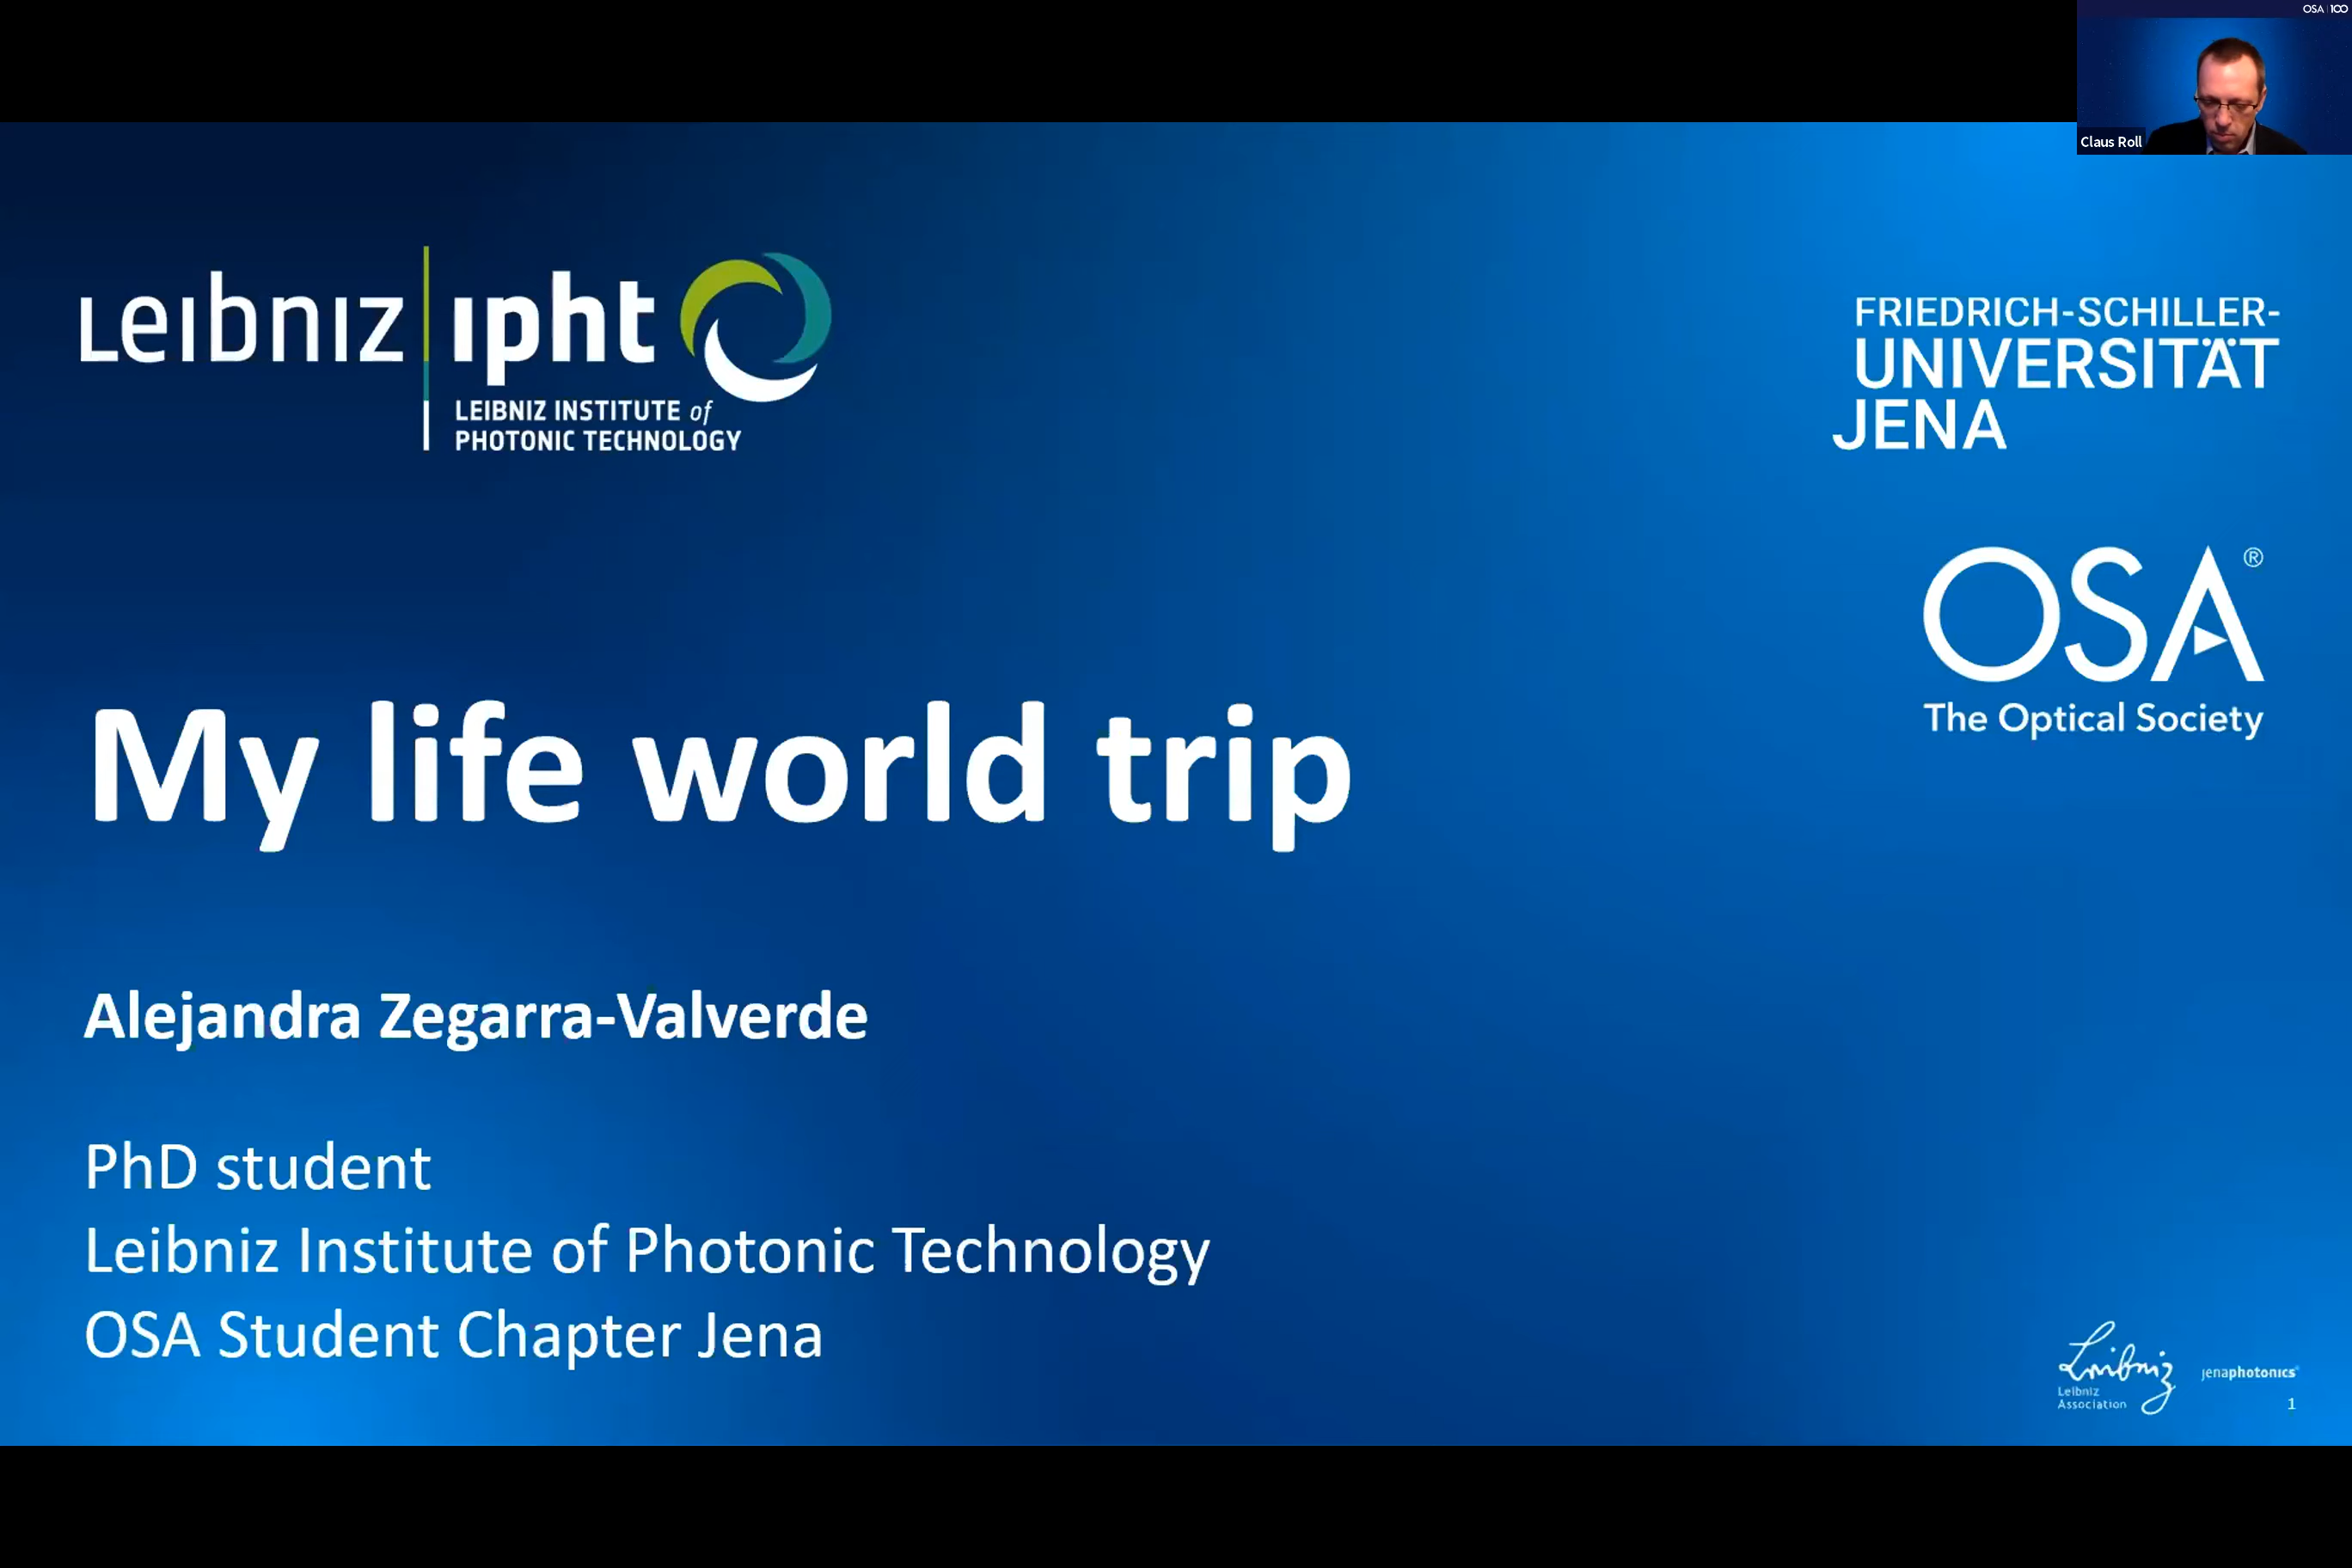 OSA 100
Claus Roll
Leibniz ipht
LEIBNIZ INSTITUTE of
PHOTONIC TECHNOLOGY
FRIEDRICH-SCHILLER-
UNIVERSITÄT
JENA
OSA®
The Optical Society
My life world trip
Alejandra Zegarra-Valverde
PhD student
Leibniz Institute of Photonic Technology
OSA Student Chapter Jena
Leibniz
Leibniz
Association
jenaphotonics®
1